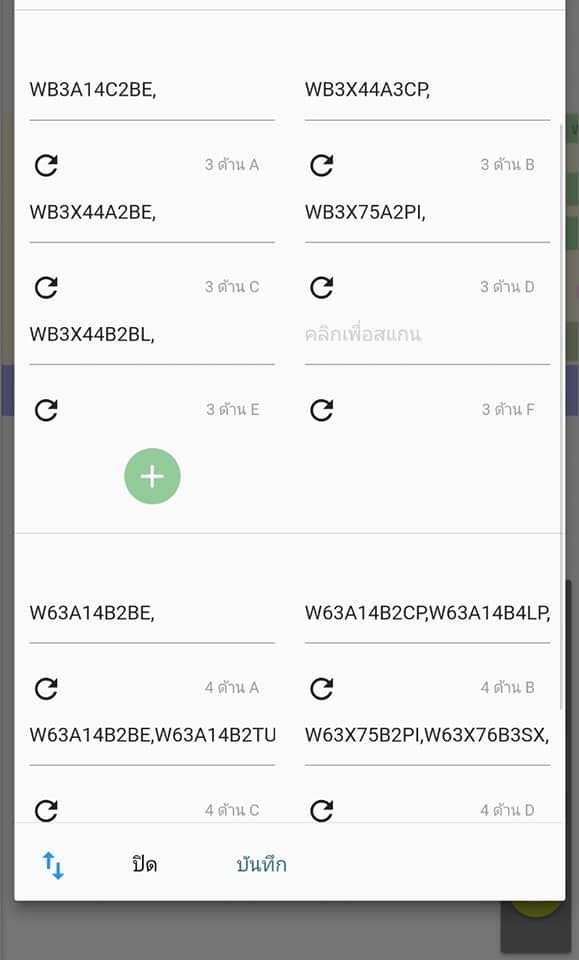 WB3A14C2BE,
WB3X44A3CP,
3 ด้าน A
3 ด้าน B
WB3X44A2BE,
WB3X75A2PI,
3 ด้าน C
3 ด้าน D
WB3X44B2BL,
คลิกเพื่อสแกน
3 ด้าน E
3 ด้าน F
W63A14B2BE,
W63A14B2CP,W63A14B4LP,
4 ด้าน A
4 ด้าน B
W63A14B2BE,W63A14B2TU
W63X75B2PI,W63X76B3SX,
4 ด้าน C
4 ด้าน D
ปิด
บันทึก